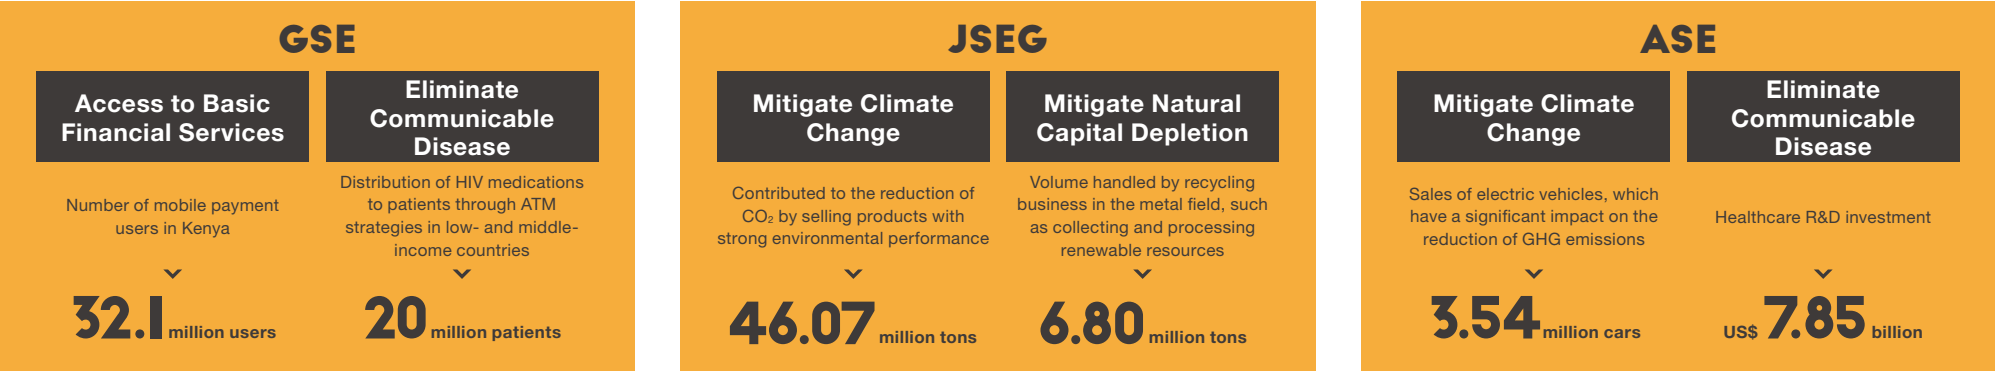 GSE
Access to Basic
Financial Services
Number of mobile payment
users in Kenya
32.1 million users
Eliminate
Communicable
Disease
Distribution of HIV medications
to patients through ATM
strategies in low- and middle-
income countries
20 million patients
JSEG
Mitigate Climate
Change
Contributed to the reduction of
CO₂ by selling products with
strong environmental performance
46.07 million tons
Mitigate Natural
Capital Depletion
Volume handled by recycling
business in the metal field, such
as collecting and processing
renewable resources
6.80 million tons
ASE
Mitigate Climate
Change
Sales of electric vehicles, which
have a significant impact on the
reduction of GHG emissions
3.54 million cars
Eliminate
Communicable
Disease
Healthcare R&D investment
US$ 7.85 billion